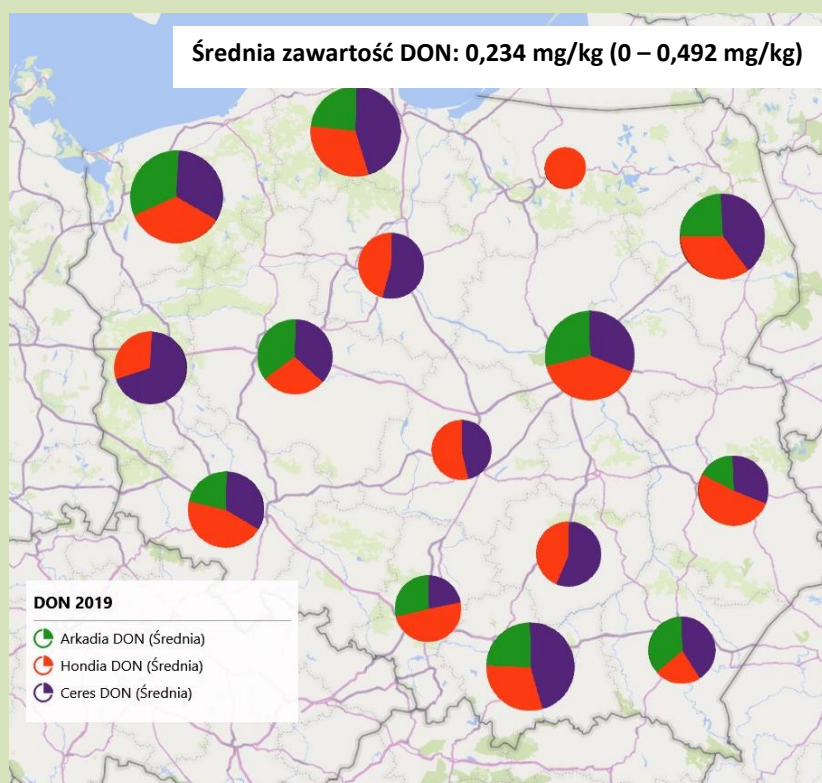 Średnia zawartość DON: 0,234 mg/kg (0 – 0,492 mg/kg)
DON 2019
Arkadia DON (Średnia)
Hondia DON (Średnia)
Ceres DON (Średnia)